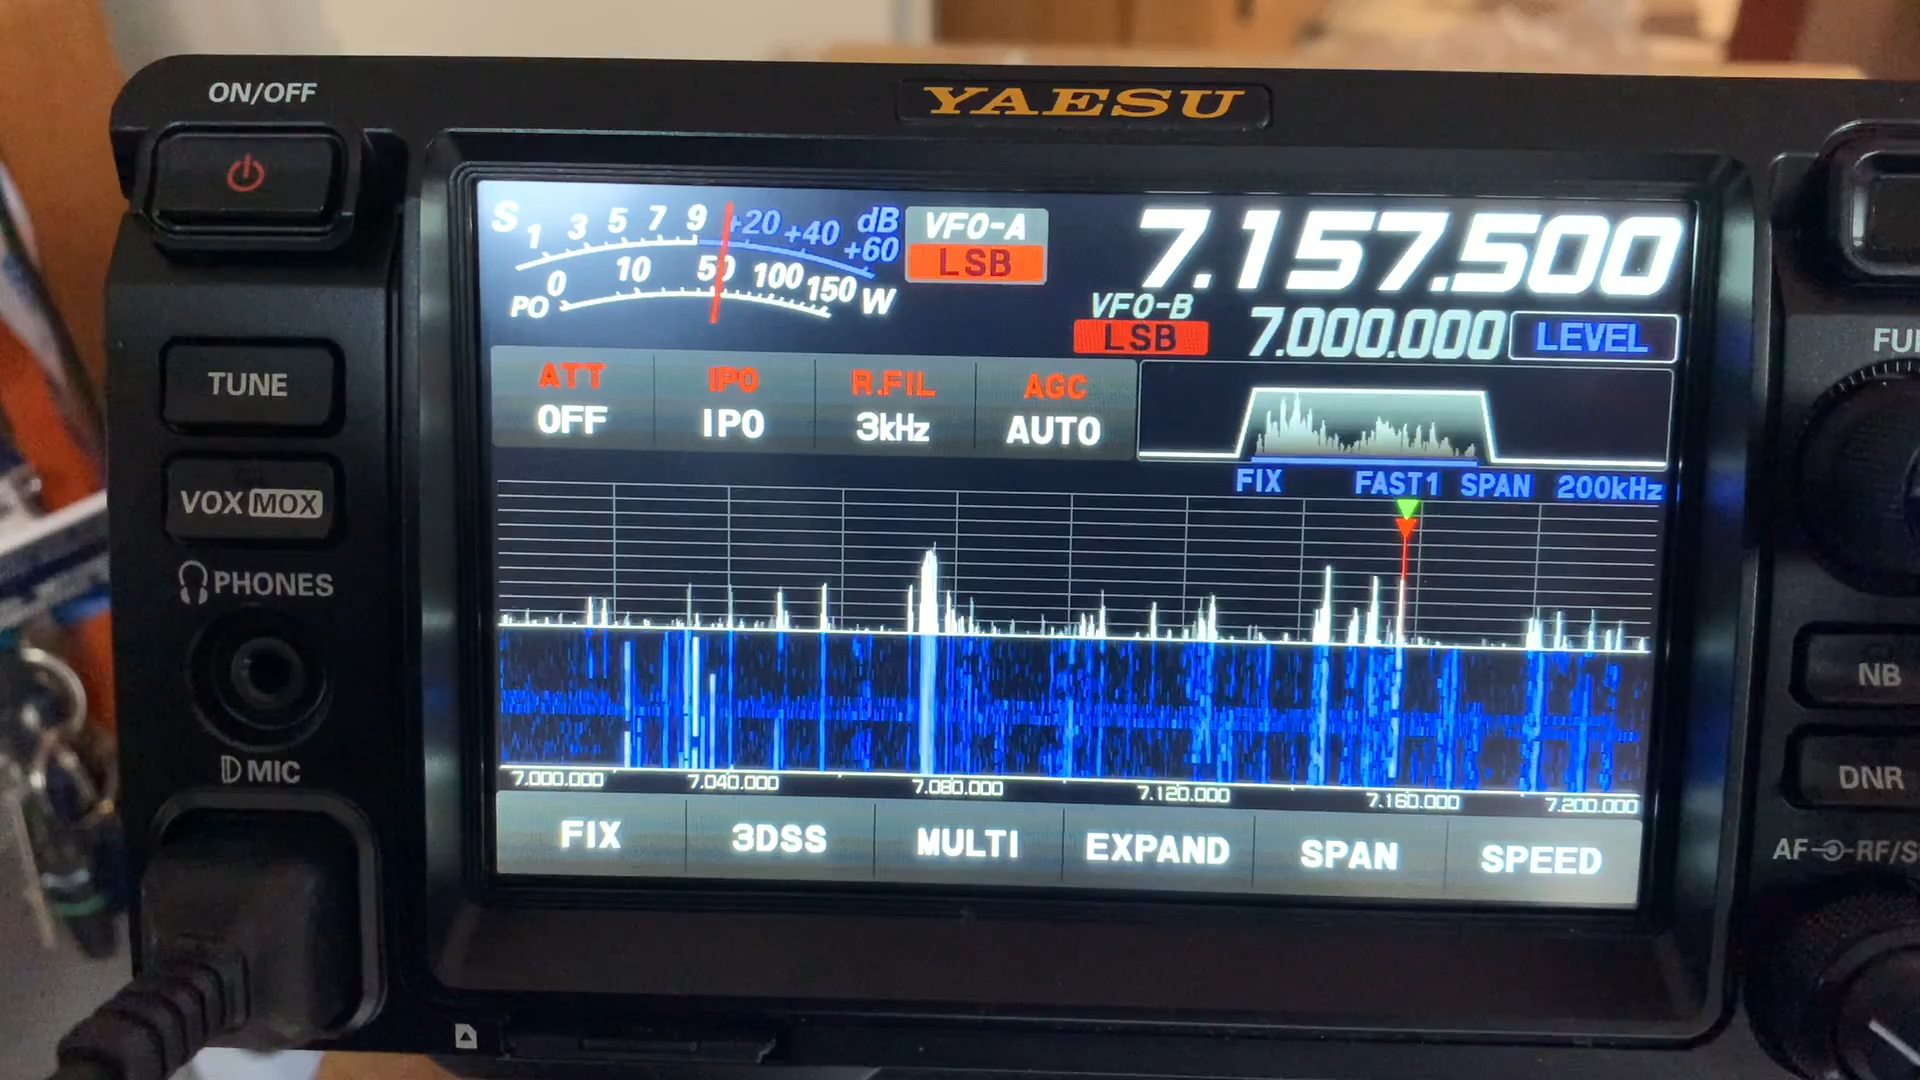 ON/OFF
YAESU
S 1 3 5 7 9 +20 +40 +60 dB
PO 0 10 50 100 150 W
VFO-A
LSB
7.157.500
VFO-B
LSB
7.000.000
LEVEL
ATT
OFF
IPO
IPO
R.FIL
3kHz
AGC
AUTO
FIX FAST1 SPAN 200kHz
7.000.000 7.040.000 7.080.000 7.120.000 7.160.000 7.200.000
FIX 3DSS MULTI EXPAND SPAN SPEED
TUNE
VOX MOX
PHONES
MIC
FU
NB
DNR
AF RF/S